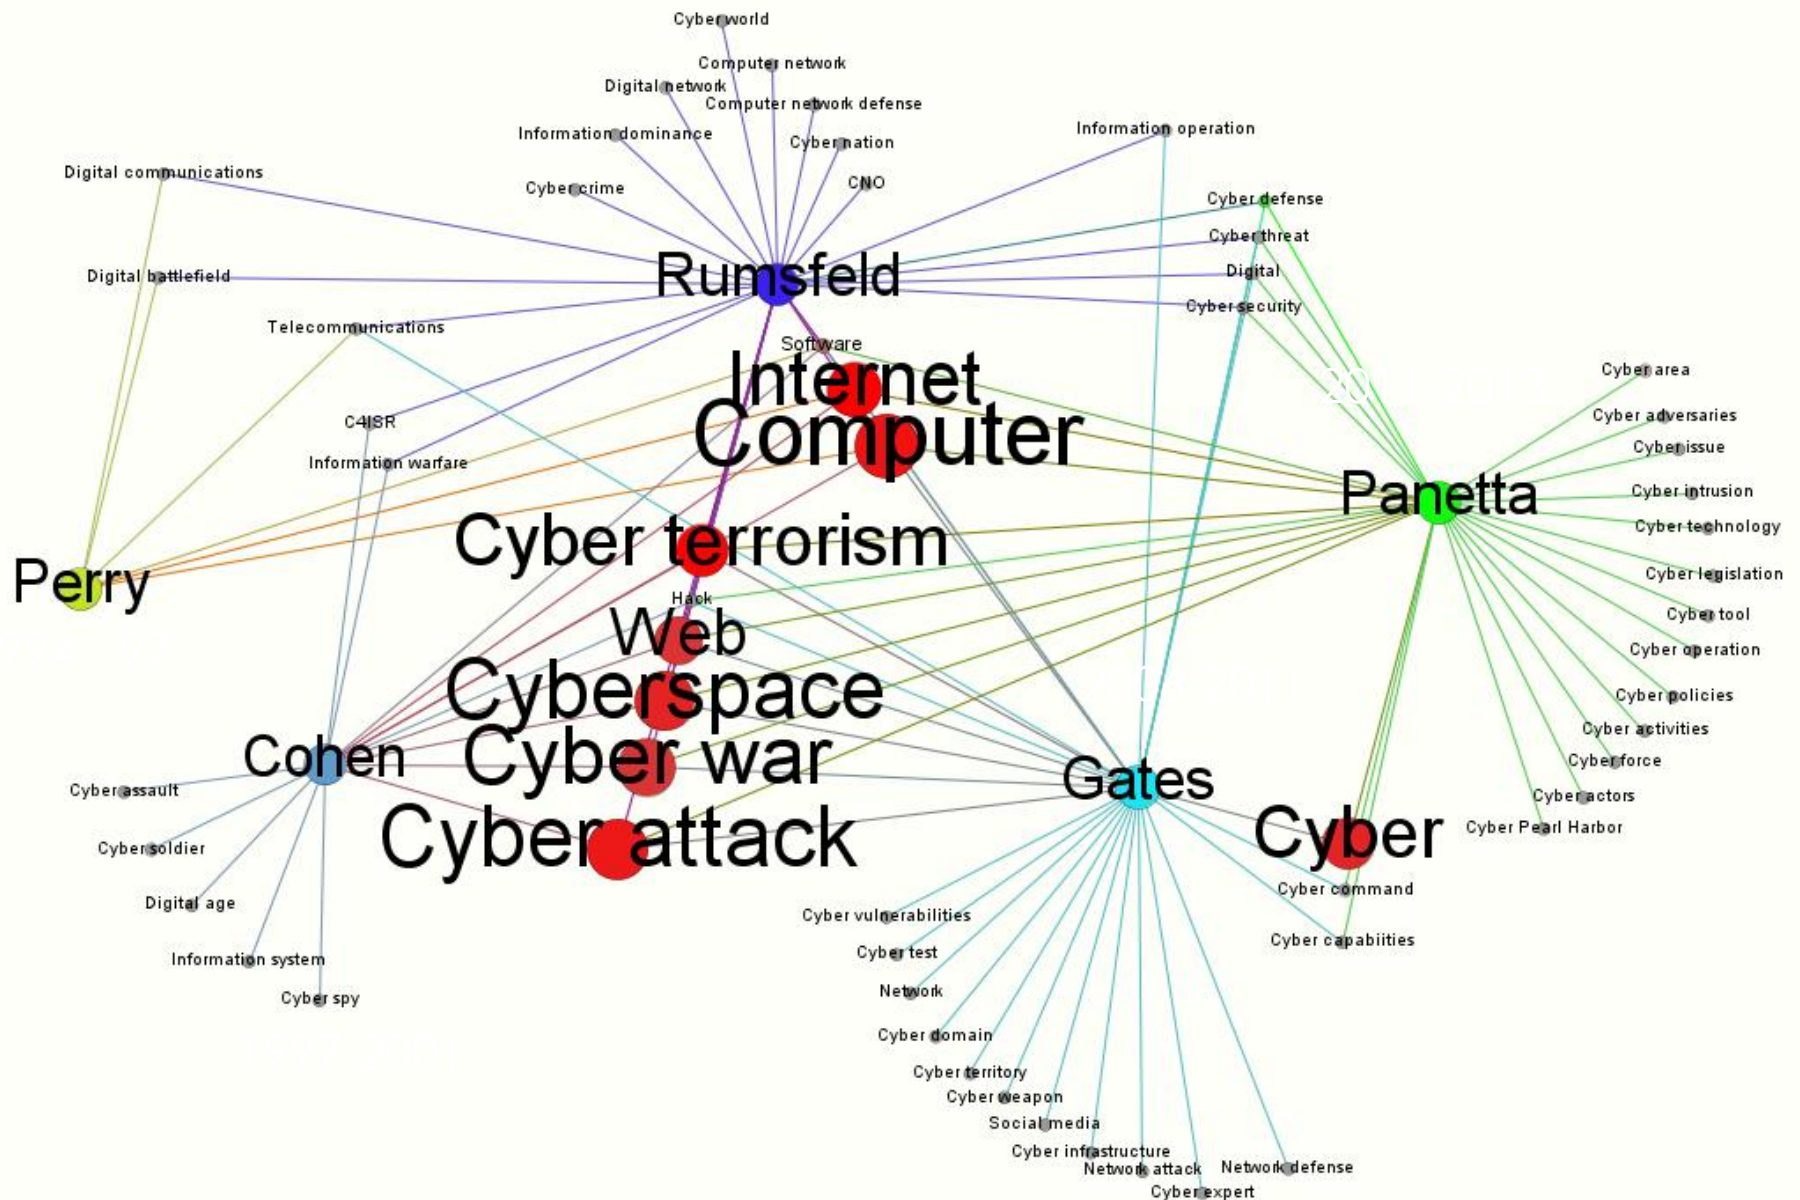 Cyber world
Computer network
Digital network
Computer network defense
Information operation
Information dominance
Cyber nation
Digital communications
CNO
Cyber crime
Cyber defense
Cyber threat
Digital
Digital battlefield
Rumsfeld
Cyber security
Telecommunications
Software
Internet
20
Cyber area
Cyber adversaries
C4ISR
Computer
Cyber issue
Information warfare
Panetta
Cyber intrusion
Cyber technology
Cyber terrorism
Cyber legislation
Perry
Hack
Cyber tool
Web
Cyber operation
Cyberspace
Cyber policies
Cyber activities
Cohen
Cyber war
Cyber force
Gates
Cyber assault
Cyber actors
Cyber Pearl Harbor
Cyber
Cyber attack
Cyber soldier
Cyber command
Digital age
Cyber vulnerabilities
Cyber capabiities
Cyber test
Information system
Network
Cyber spy
Cyber domain
Cyber territory
Cyber weapon
Social media
Cyber infrastructure
Network attack
Network defense
Cyber expert